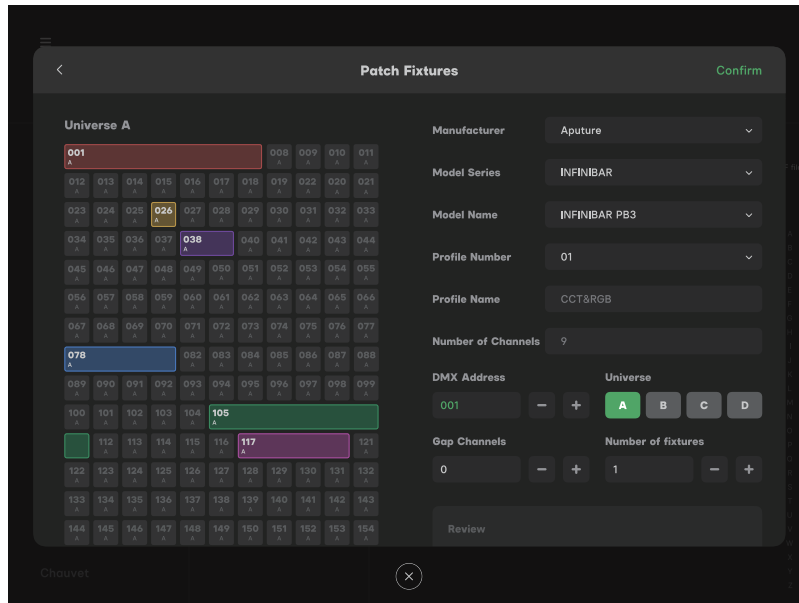 Patch Fixtures
Confirm
Universe A
001 008 009 010 011
A A A A A
012 013 014 015 016 017 018 019 022 020 021
A A A A A A A A A A A
023 024 025 026 027 028 029 030 031 032 033
A A A A A A A A A A A
034 035 036 037 038 040 041 042 043 044
A A A A A A A A A A
045 046 047 048 049 050 051 052 053 054 055
A A A A A A A A A A A
056 057 058 059 060 061 062 063 064 065 066
A A A A A A A A A A A
067 068 069 070 071 072 073 074 075 076 077
A A A A A A A A A A A
078 082 083 084 085 086 087 088
A A A A A A A A
089 090 091 092 093 094 095 096 097 098 099
A A A A A A A A A A A
100 101 102 103 104 105
A A A A A A
112 113 114 115 116 117 121
A A A A A A A
122 123 124 125 126 127 128 129 130 131 132
A A A A A A A A A A A
133 134 135 136 137 138 139 140 141 142 143
A A A A A A A A A A A
144 145 146 147 148 149 150 151 152 153 154
A A A A A A A A A A A
Manufacturer Aputure
Model Series INFINIBAR
Model Name INFINIBAR PB3
Profile Number 01
Profile Name CCT&RGB
Number of Channels 9
DMX Address Universe
001 − + A B C D
Gap Channels Number of fixtures
0 − + 1 − +
Review
Chauvet